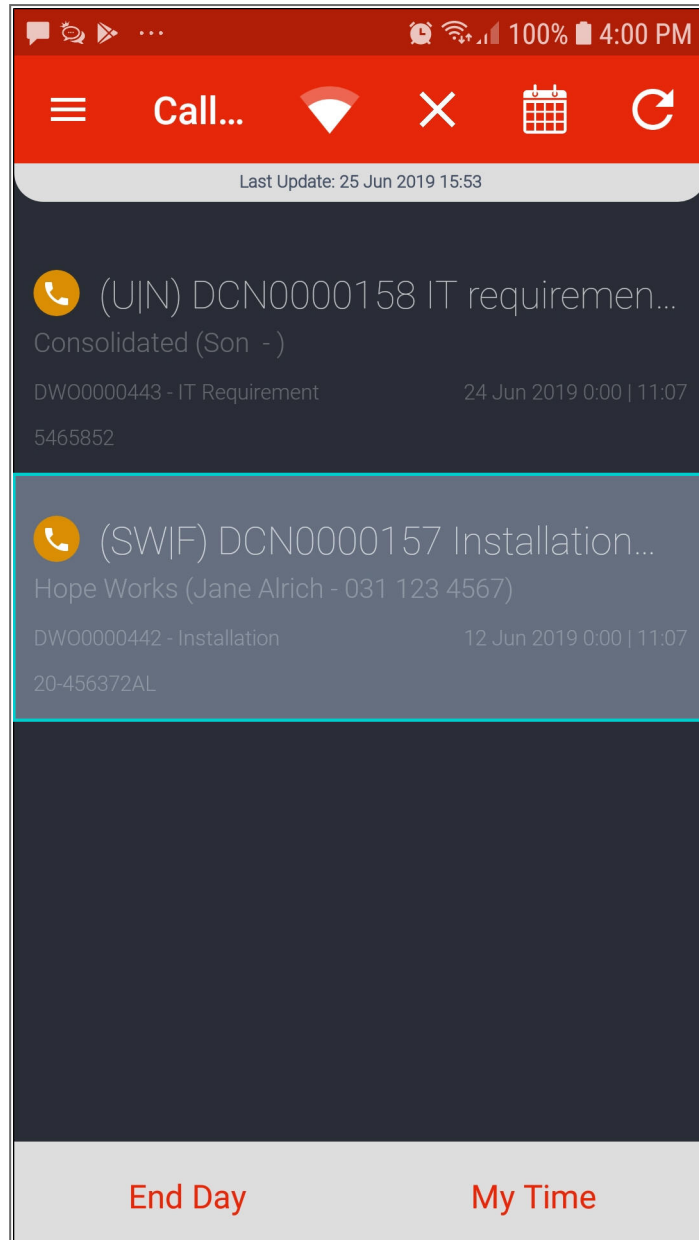 100% 4:00 PM
Call...
Last Update: 25 Jun 2019 15:53
(U|N) DCN0000158 IT requiremen...
Consolidated (Son - )
DWO0000443 - IT Requirement 24 Jun 2019 0:00 | 11:07
5465852
(SW|F) DCN0000157 Installation...
Hope Works (Jane Alrich - 031 123 4567)
DWO0000442 - Installation 12 Jun 2019 0:00 | 11:07
20-456372AL
End Day My Time